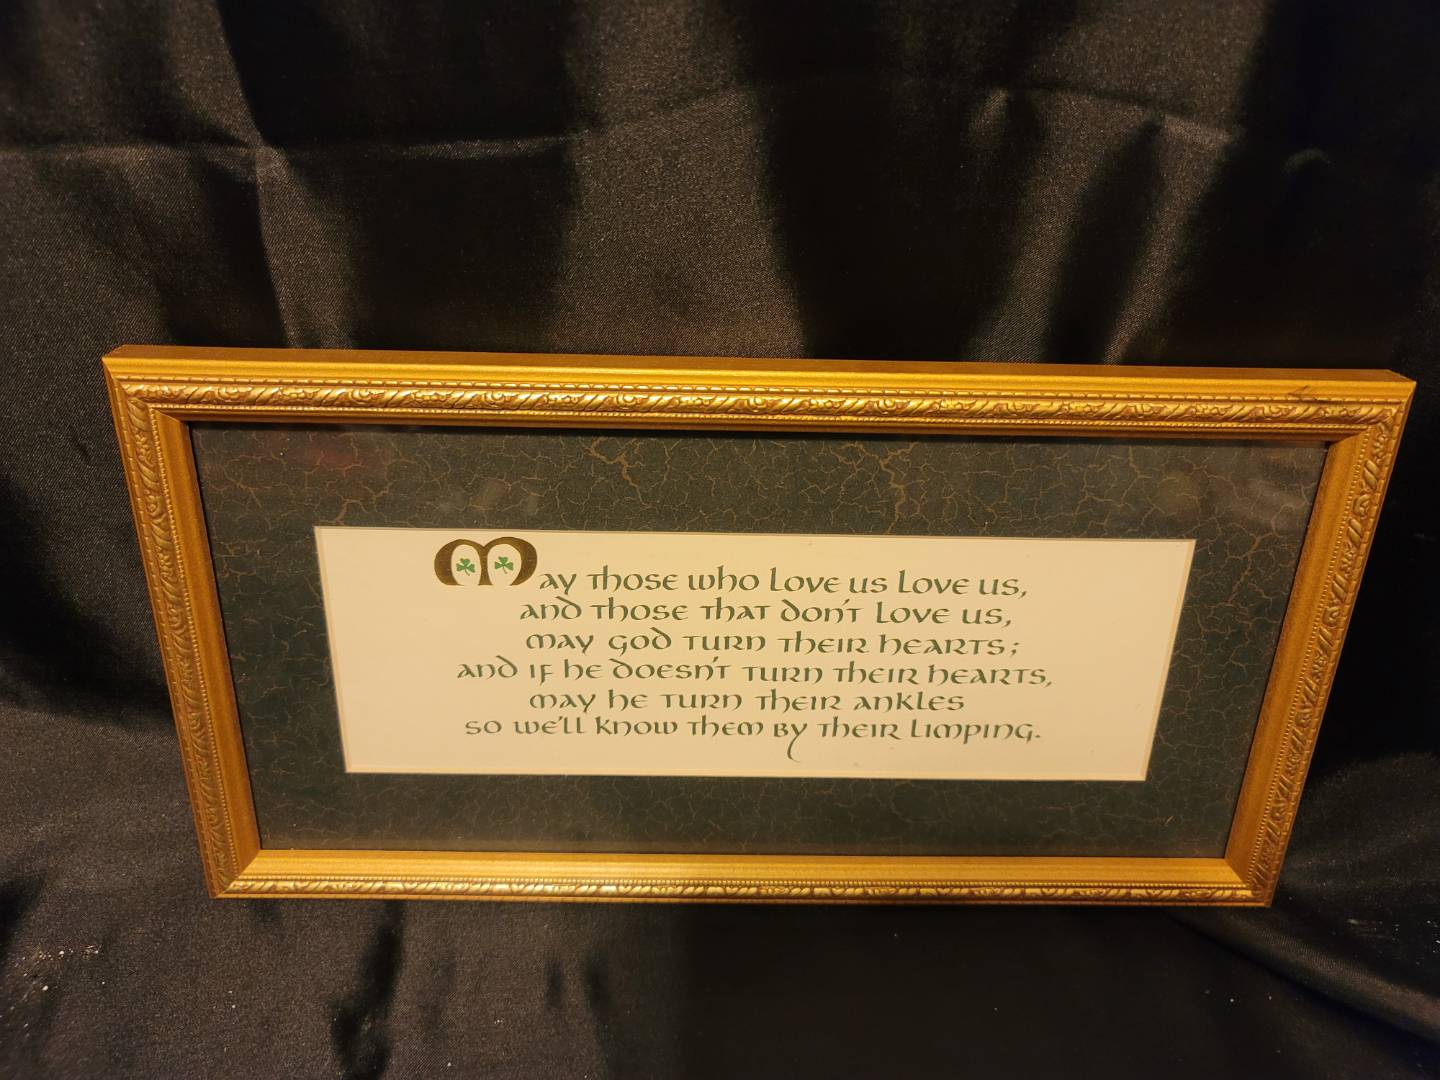 May those who love us love us,
and those that don't love us,
may God turn their hearts;
and if he doesn't turn their hearts,
may he turn their ankles
so we'll know them by their limping.